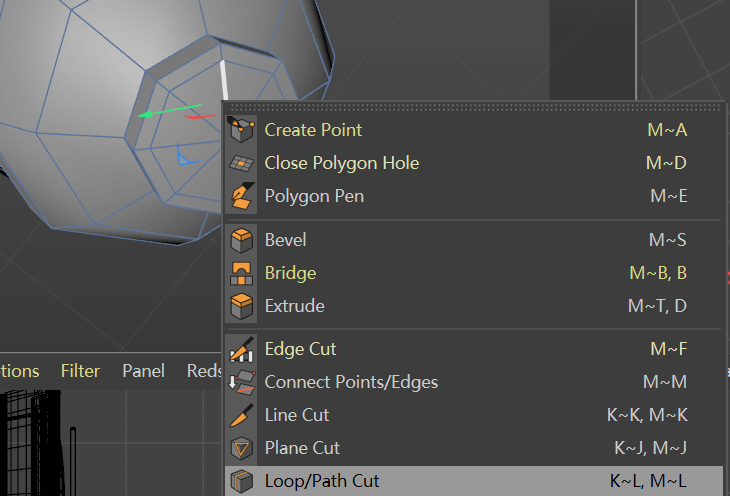 Create Point M~A
Close Polygon Hole M~D
Polygon Pen M~E
Bevel M~S
Bridge M~B, B
Extrude M~T, D
Edge Cut M~F
tions Filter Panel Reds
Connect Points/Edges M~M
Line Cut K~K, M~K
Plane Cut K~J, M~J
Loop/Path Cut K~L, M~L